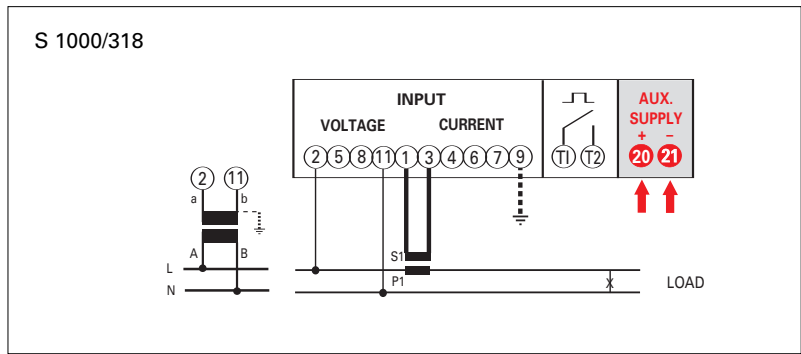 S 1000/318
INPUT
VOLTAGE CURRENT
2 5 8 11 1 3 4 6 7 9
T1 T2
AUX.
SUPPLY
+ −
20 21
2 11
a b
A B
L
N
S1
P1
X
LOAD